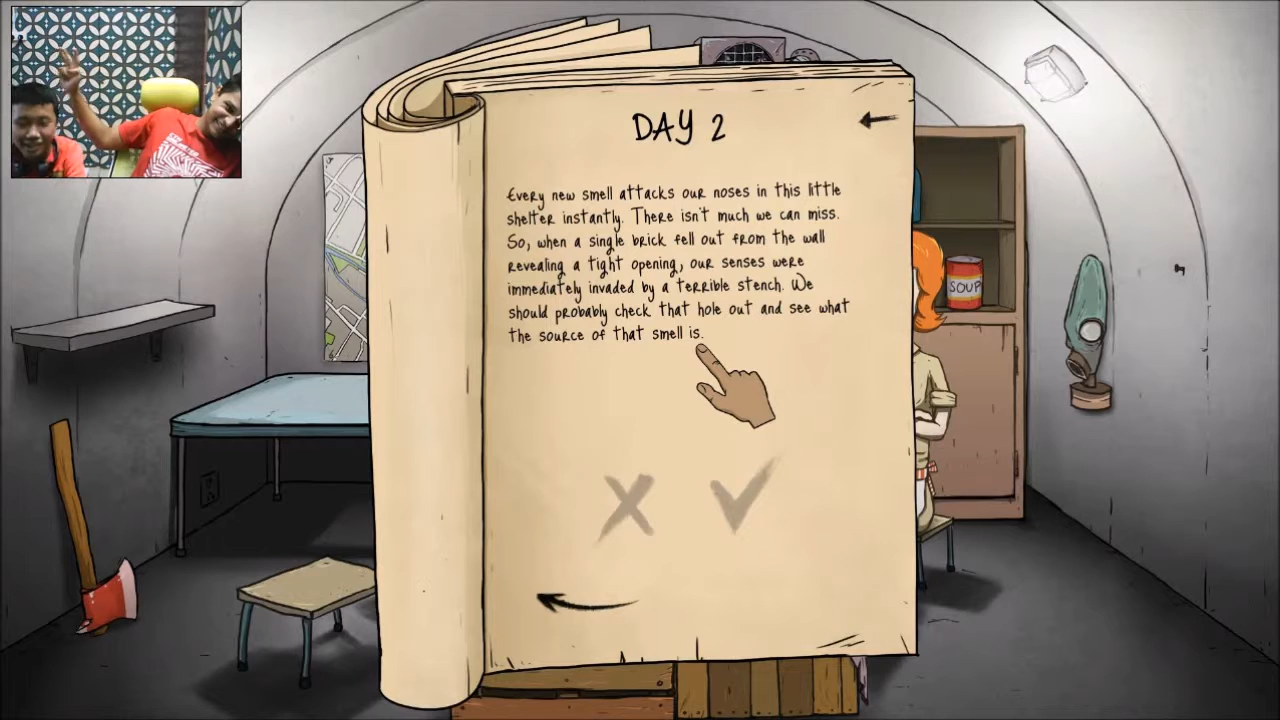 DAY 2
Every new smell attacks our noses in this little
shelter instantly. There isn't much we can miss.
So, when a single brick fell out from the wall
revealing a tight opening, our senses were
immediately invaded by a terrible stench. We
should probably check that hole out and see what
the source of that smell is.
SOUP